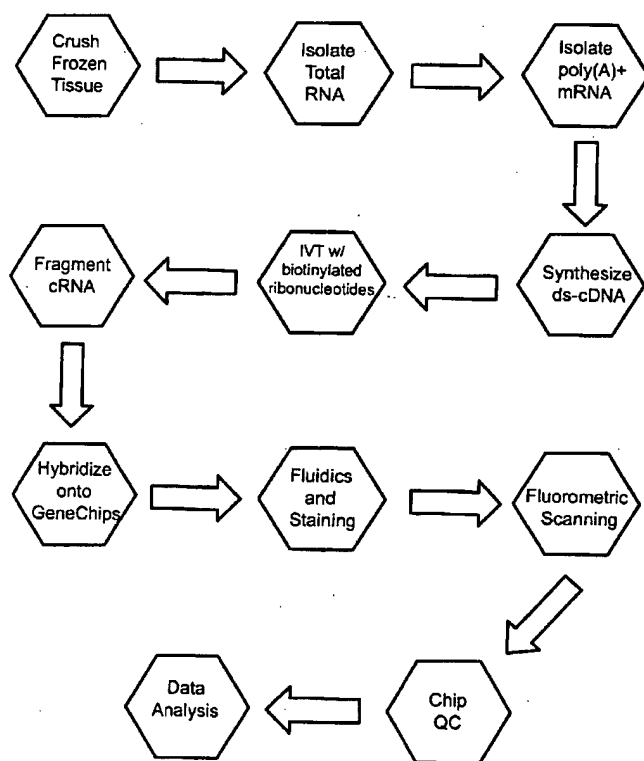 Crush
Frozen
Tissue
Isolate
Total
RNA
Isolate
poly(A)+
mRNA
Synthesize
ds-cDNA
IVT w/
biotinylated
ribonucleotides
Fragment
cRNA
Hybridize
onto
GeneChips
Fluidics
and
Staining
Fluorometric
Scanning
Chip
QC
Data
Analysis